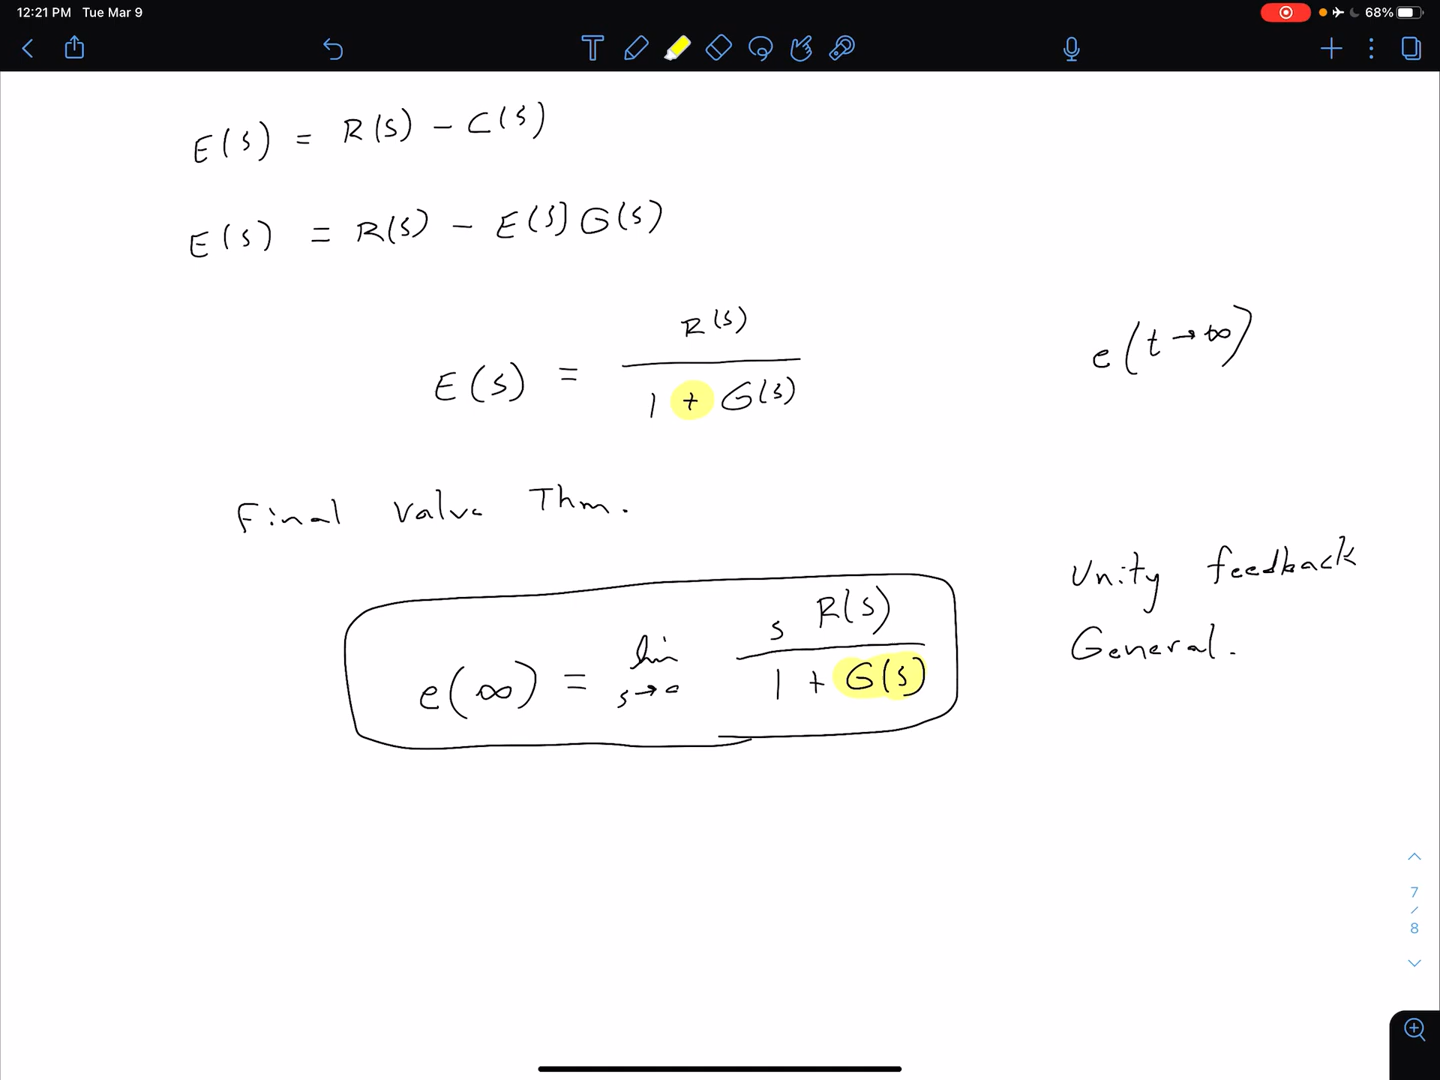 12:21 PM Tue Mar 9 68%
E(s) = R(s) - C(s)
E(s) = R(s) - E(s) G(s)
E(s) = R(s) / 1 + G(s)
e(t→∞)
Final Value Thm.
e(∞) = lim s→0 s R(s) / 1 + G(s)
Unity feedback
General.
7
/
8